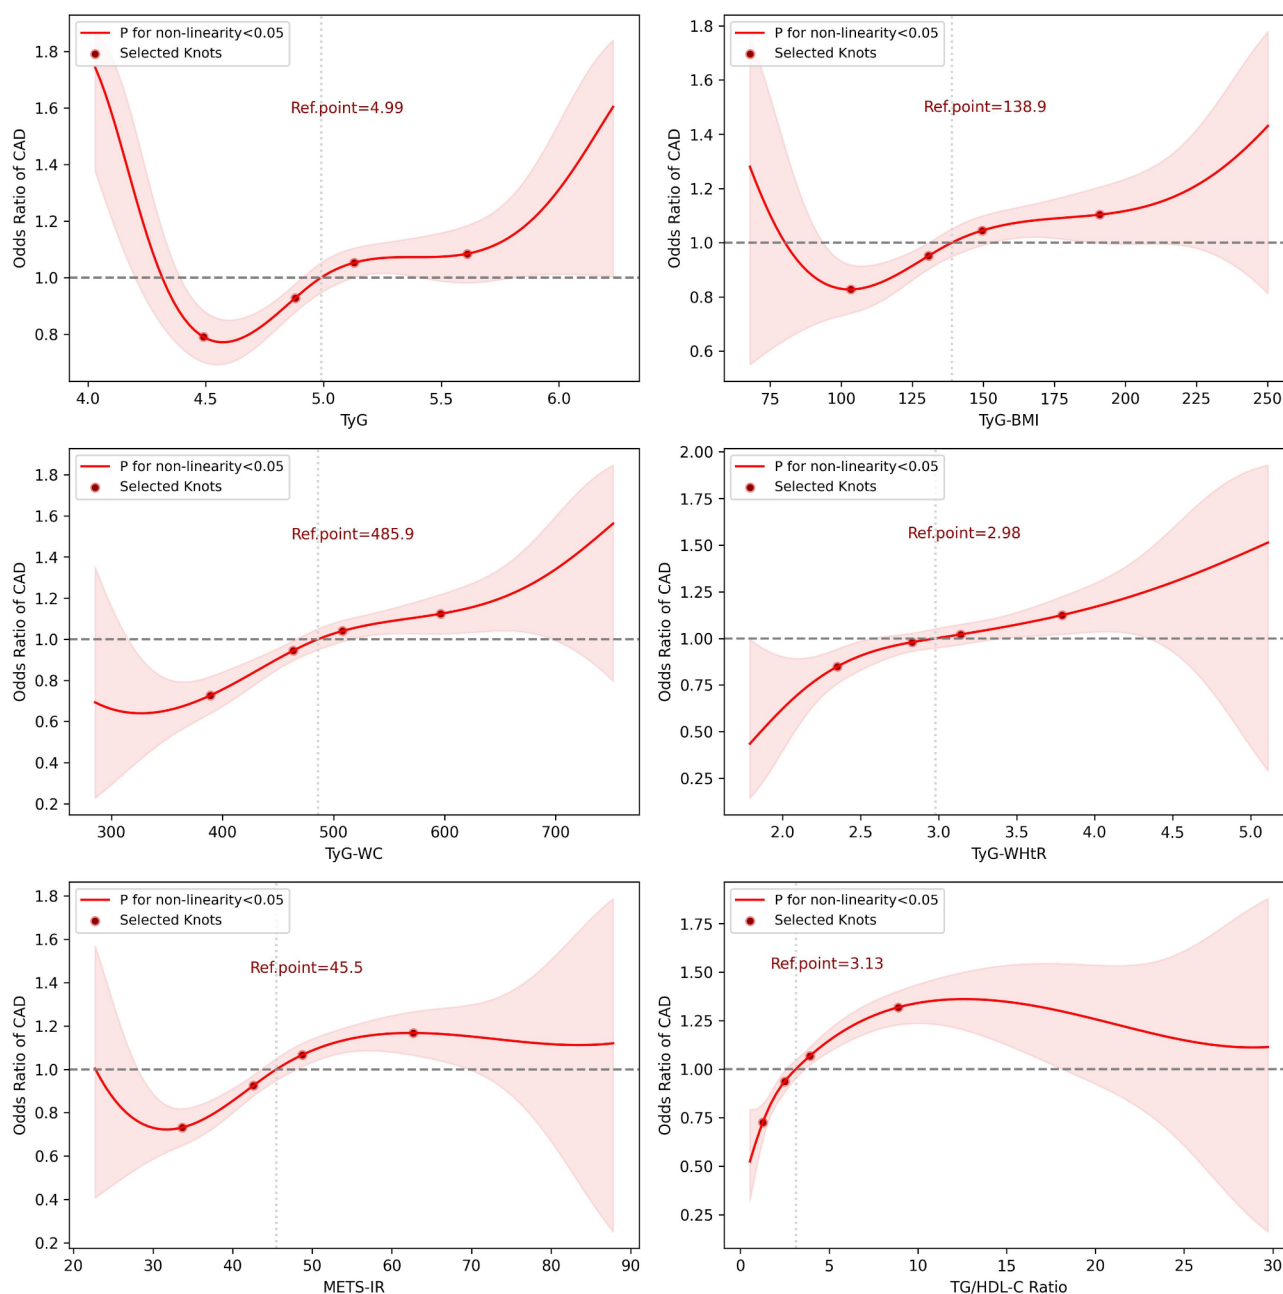 P for non-linearity<0.05
Selected Knots
Ref.point=4.99
Odds Ratio of CAD
1.8
1.6
1.4
1.2
1.0
0.8
4.0 4.5 5.0 5.5 6.0
TyG
P for non-linearity<0.05
Selected Knots
Ref.point=138.9
Odds Ratio of CAD
1.8
1.6
1.4
1.2
1.0
0.8
0.6
75 100 125 150 175 200 225 250
TyG-BMI
P for non-linearity<0.05
Selected Knots
Ref.point=485.9
Odds Ratio of CAD
1.8
1.6
1.4
1.2
1.0
0.8
0.6
0.4
0.2
300 400 500 600 700
TyG-WC
P for non-linearity<0.05
Selected Knots
Ref.point=2.98
Odds Ratio of CAD
2.00
1.75
1.50
1.25
1.00
0.75
0.50
0.25
2.0 2.5 3.0 3.5 4.0 4.5 5.0
TyG-WHtR
P for non-linearity<0.05
Selected Knots
Ref.point=45.5
Odds Ratio of CAD
1.8
1.6
1.4
1.2
1.0
0.8
0.6
0.4
0.2
20 30 40 50 60 70 80 90
METS-IR
P for non-linearity<0.05
Selected Knots
Ref.point=3.13
Odds Ratio of CAD
1.75
1.50
1.25
1.00
0.75
0.50
0.25
0 5 10 15 20 25 30
TG/HDL-C Ratio